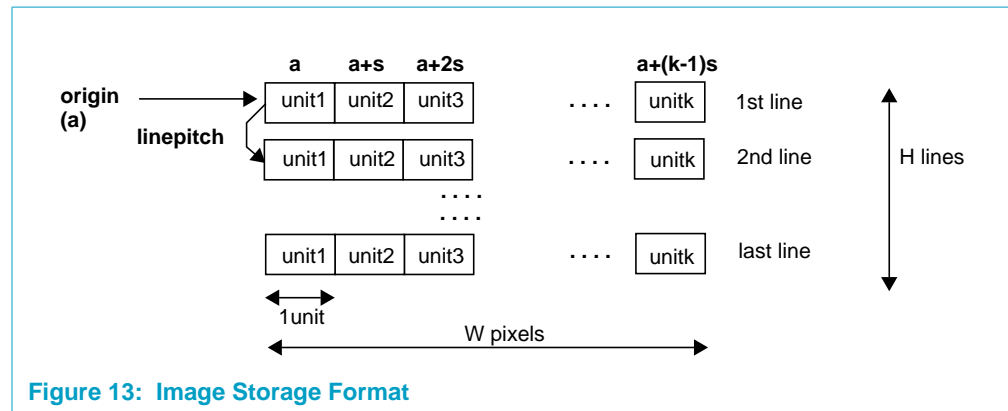 a a+s a+2s a+(k-1)s
origin
(a)
unit1 unit2 unit3 .... unitk 1st line
linepitch
unit1 unit2 unit3 .... unitk 2nd line
H lines
....
....
unit1 unit2 unit3 .... unitk last line
1unit
W pixels
Figure 13: Image Storage Format